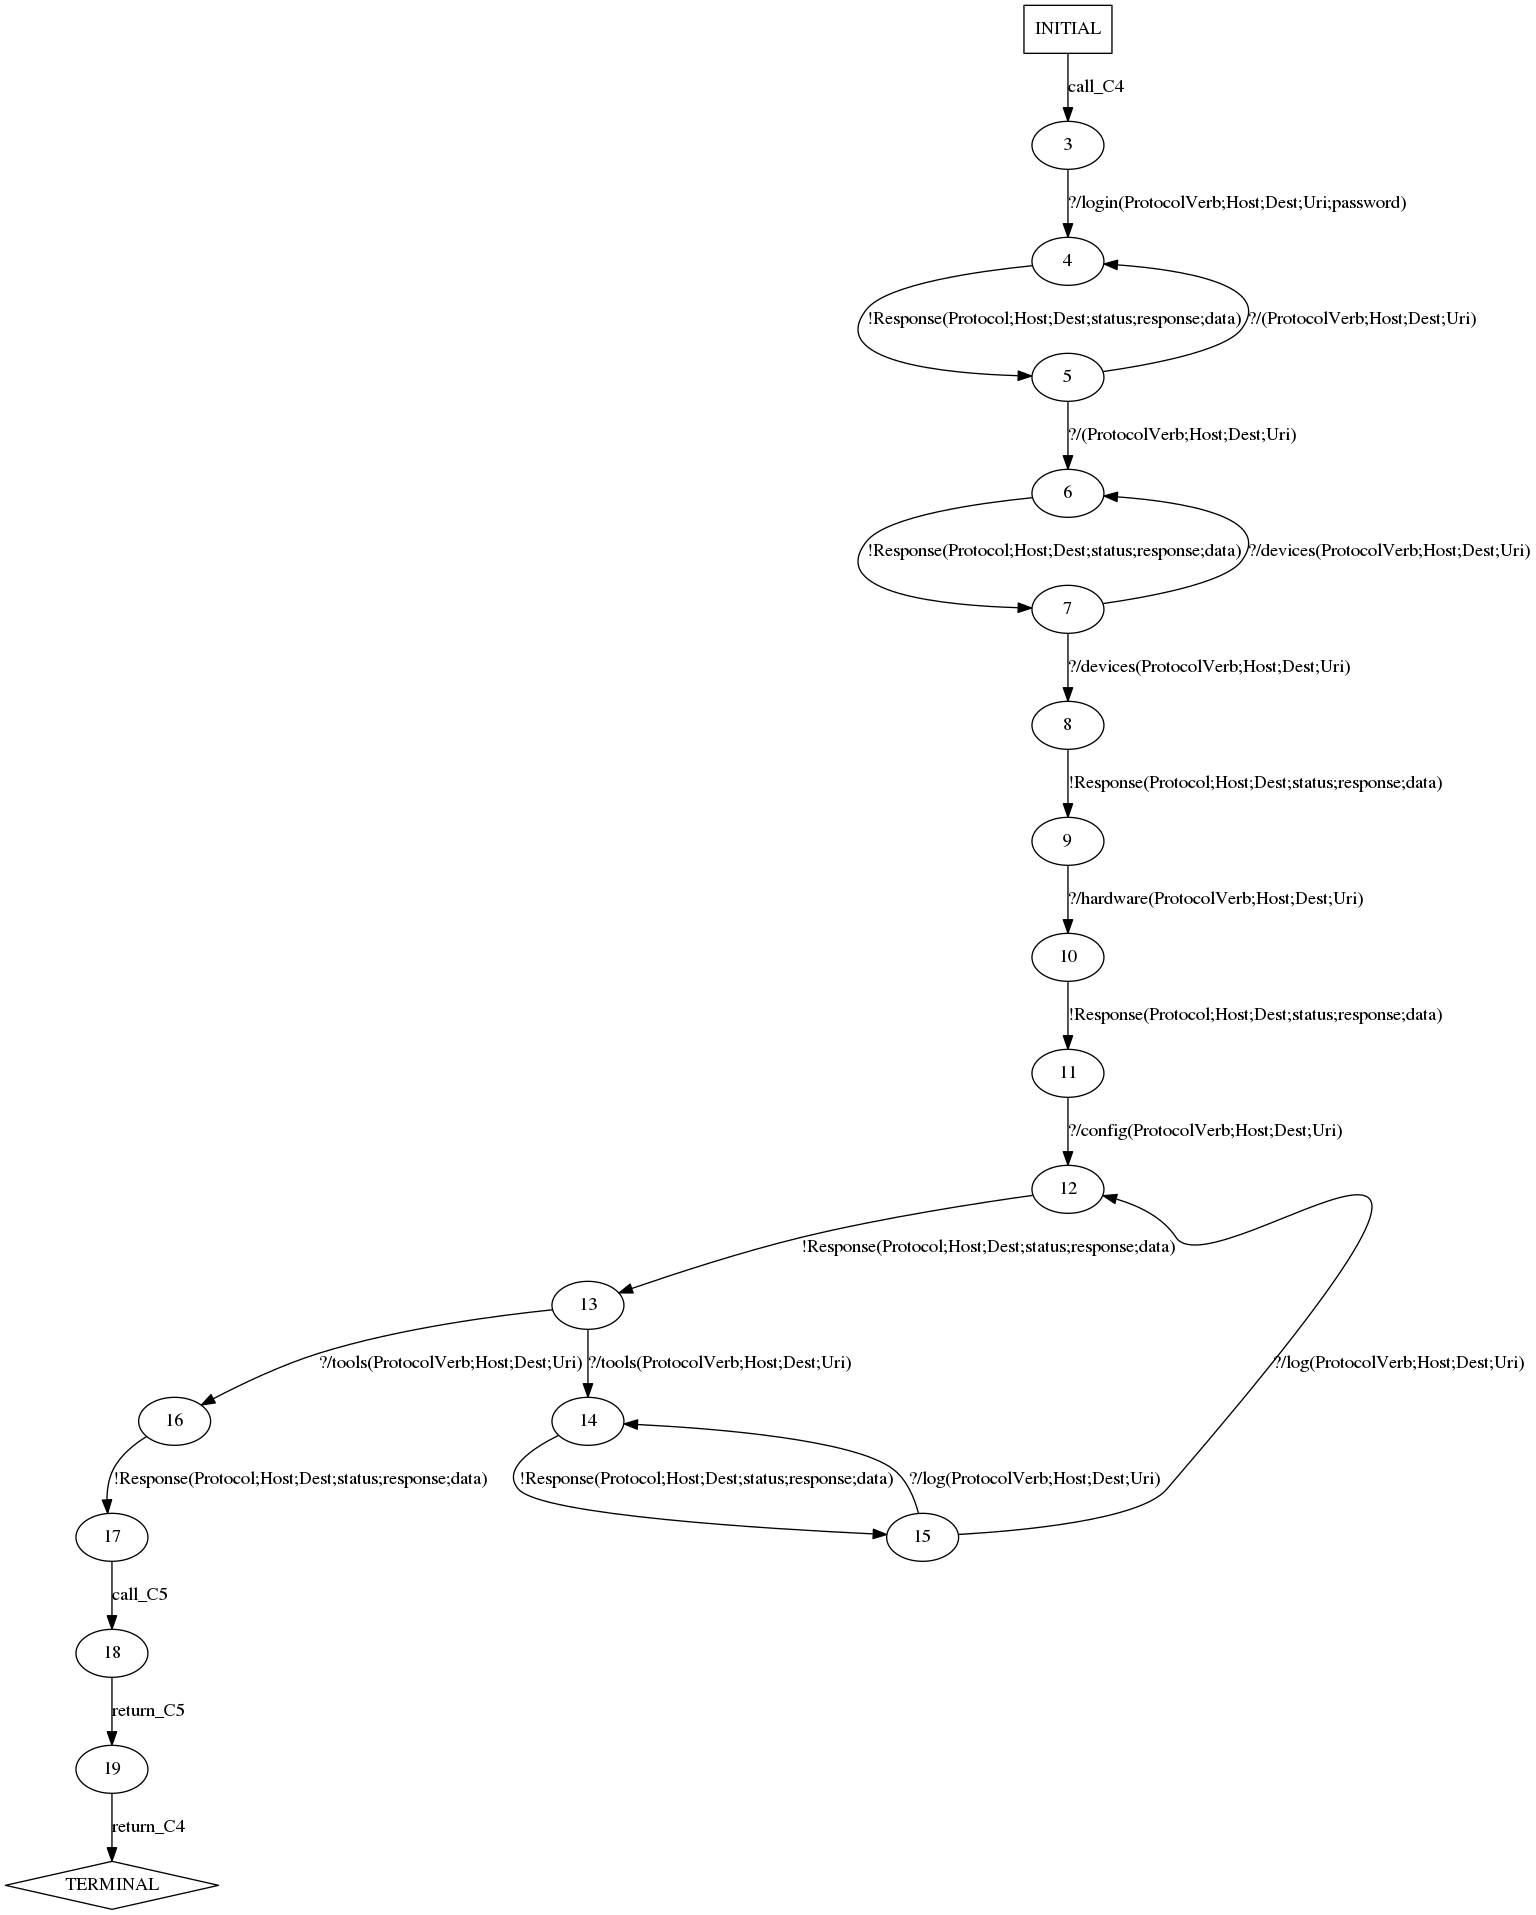 INITIAL
call_C4
3
?/login(ProtocolVerb;Host;Dest;Uri;password)
4
!Response(Protocol;Host;Dest;status;response;data)
?/(ProtocolVerb;Host;Dest;Uri)
5
?/(ProtocolVerb;Host;Dest;Uri)
6
!Response(Protocol;Host;Dest;status;response;data)
?/devices(ProtocolVerb;Host;Dest;Uri)
7
?/devices(ProtocolVerb;Host;Dest;Uri)
8
!Response(Protocol;Host;Dest;status;response;data)
9
?/hardware(ProtocolVerb;Host;Dest;Uri)
10
!Response(Protocol;Host;Dest;status;response;data)
11
?/config(ProtocolVerb;Host;Dest;Uri)
12
!Response(Protocol;Host;Dest;status;response;data)
13
?/tools(ProtocolVerb;Host;Dest;Uri)
?/tools(ProtocolVerb;Host;Dest;Uri)
?/log(ProtocolVerb;Host;Dest;Uri)
16
14
!Response(Protocol;Host;Dest;status;response;data)
!Response(Protocol;Host;Dest;status;response;data)
?/log(ProtocolVerb;Host;Dest;Uri)
17
15
call_C5
18
return_C5
19
return_C4
TERMINAL